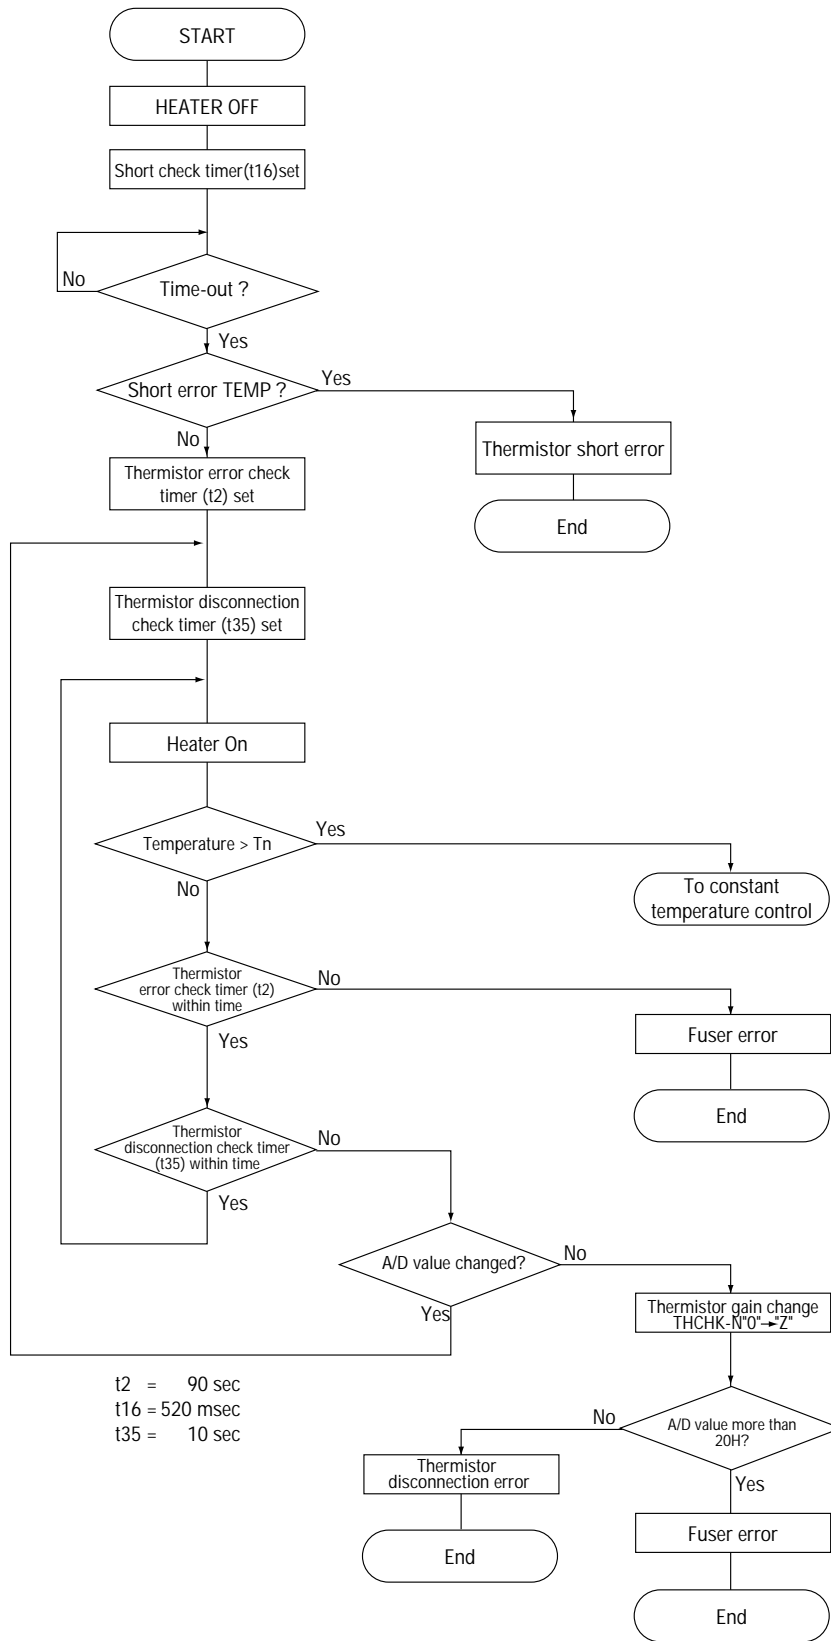 START
HEATER OFF
Short check timer(t16)set
No
Time-out ?
Yes
Short error TEMP ?
Yes
No
Thermistor short error
End
Thermistor error check
timer (t2) set
Thermistor disconnection
check timer (t35) set
Heater On
Temperature > Tn
Yes
No
To constant
temperature control
Thermistor
error check timer (t2)
within time
No
Yes
Fuser error
End
Thermistor
disconnection check timer
(t35) within time
No
Yes
A/D value changed?
No
Yes
Thermistor gain change
THCHK-N"0"→"Z"
t2 = 90 sec
t16 = 520 msec
t35 = 10 sec
A/D value more than
20H?
No
Yes
Thermistor
disconnection error
End
Fuser error
End